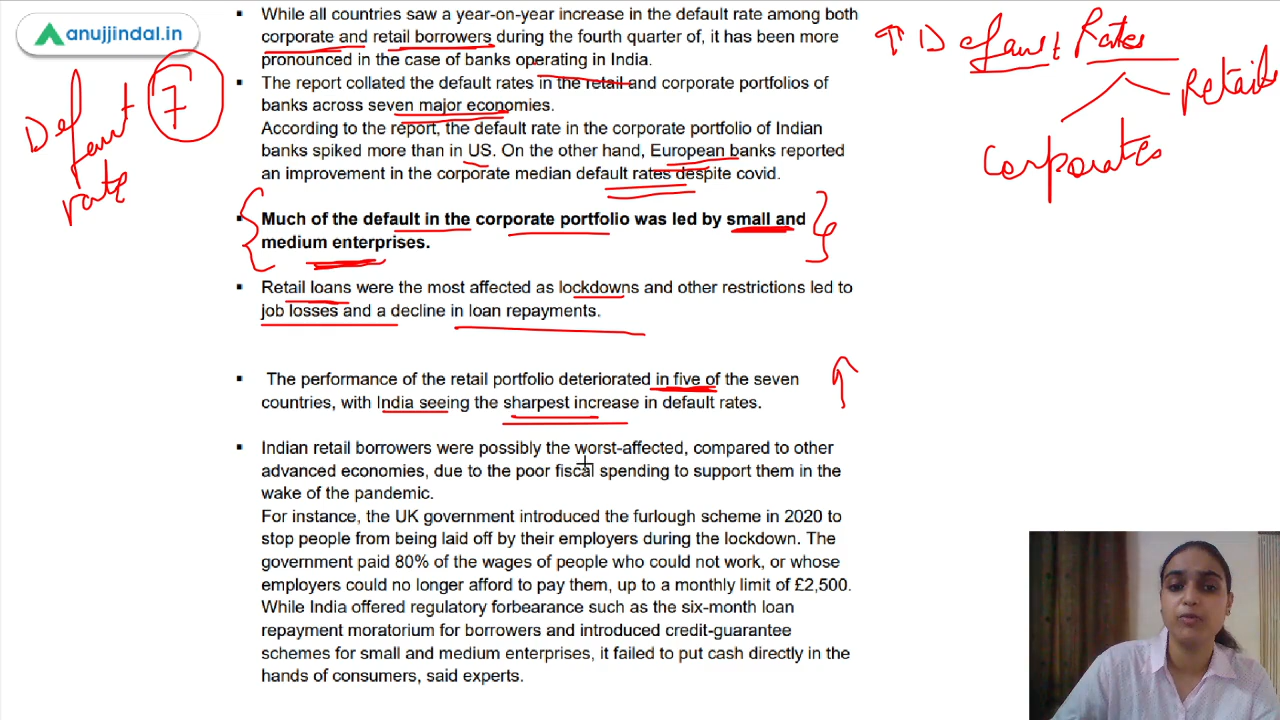 anujjindal.in
While all countries saw a year-on-year increase in the default rate among both
corporate and retail borrowers during the fourth quarter of, it has been more
pronounced in the case of banks operating in India.
The report collated the default rates in the retail and corporate portfolios of
banks across seven major economies.
According to the report, the default rate in the corporate portfolio of Indian
banks spiked more than in US. On the other hand, European banks reported
an improvement in the corporate median default rates despite covid.
Much of the default in the corporate portfolio was led by small and
medium enterprises.
Retail loans were the most affected as lockdowns and other restrictions led to
job losses and a decline in loan repayments.
The performance of the retail portfolio deteriorated in five of the seven
countries, with India seeing the sharpest increase in default rates.
Indian retail borrowers were possibly the worst-affected, compared to other
advanced economies, due to the poor fiscal spending to support them in the
wake of the pandemic.
For instance, the UK government introduced the furlough scheme in 2020 to
stop people from being laid off by their employers during the lockdown. The
government paid 80% of the wages of people who could not work, or whose
employers could no longer afford to pay them, up to a monthly limit of £2,500.
While India offered regulatory forbearance such as the six-month loan
repayment moratorium for borrowers and introduced credit-guarantee
schemes for small and medium enterprises, it failed to put cash directly in the
hands of consumers, said experts.
Default
rate
7
↑ Default Rates
Retails
Corporates
↑